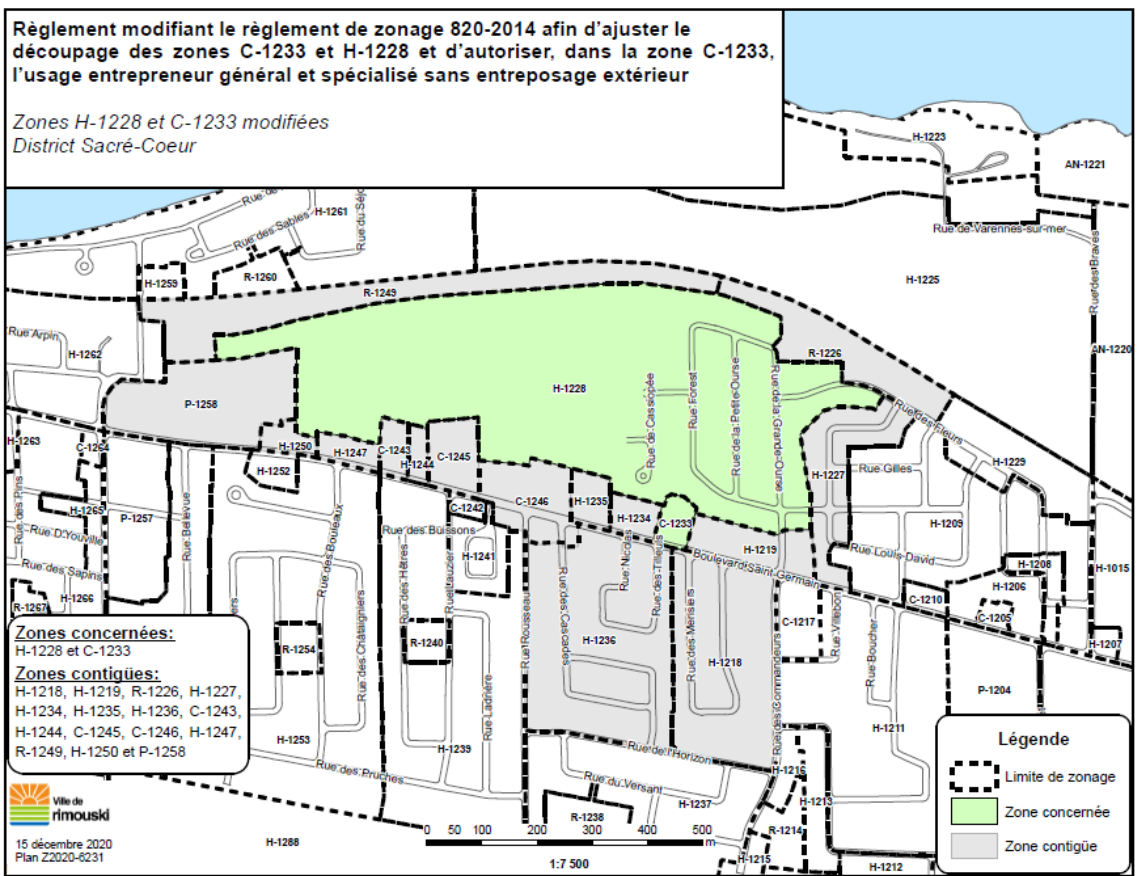 Règlement modifiant le règlement de zonage 820-2014 afin d'ajuster le
découpage des zones C-1233 et H-1228 et d'autoriser, dans la zone C-1233,
l'usage entrepreneur général et spécialisé sans entreposage extérieur
Zones H-1228 et C-1233 modifiées
District Sacré-Coeur
H-1223
AN-1221
Rue de Varennes-sur-mer
Rue des Braves
H-1225
AN-1220
Rue de
H-1261
Rue du Séjo
Rue des Sables
R-1260
H-1259
R-1249
Rue Arpin
H-1262
R-1226
P-1258
H-1228
Rue de Cassiopée
Rue Forest
Rue de la Petite-Ourse
Rue de la Grande-Ourse
Rue des Fleurs
H-1263
C-1264
H-1250
H-1247
C-1243
H-1244
C-1245
H-1252
H-1227
Rue Gilles
H-1229
Rue des Pins
H-1265
P-1257
Rue Bellevue
C-1242
C-1246
H-1235
H-1234
C-1233
H-1209
Rue D'Youville
Rue des Bouleaux
Rue des Buissons
H-1241
H-1219
Boulevard Saint-Germain
Rue Louis-David
H-1208
H-1015
Rue des Sapins
H-1266
Rue des Hêtres
Rue Lauzier
Rue Nicolas
Rue des Tilleuls
C-1210
H-1206
R-1267
iers
Rue des Châtaigniers
Rue Rousseau
Rue des Cascades
Rue des Merisiers
C-1217
Rue Boucher
C-1205
R-1254
R-1240
H-1236
H-1218
H-1207
Rue des Commandeurs
P-1204
Rue Ladrière
H-1253
H-1239
H-1211
Rue des Pruches
Rue de l'Horizon
H-1216
Rue du Versant
H-1237
H-1213
R-1238
R-1214
H-1288
H-1215
H-1212
Zones concernées:
H-1228 et C-1233
Zones contigües:
H-1218, H-1219, R-1226, H-1227,
H-1234, H-1235, H-1236, C-1243,
H-1244, C-1245, C-1246, H-1247,
R-1249, H-1250 et P-1258
Ville de
rimouski
15 décembre 2020
Plan Z2020-6231
0 50 100 200 300 400 500
m
1:7 500
Légende
Limite de zonage
Zone concernée
Zone contigüe